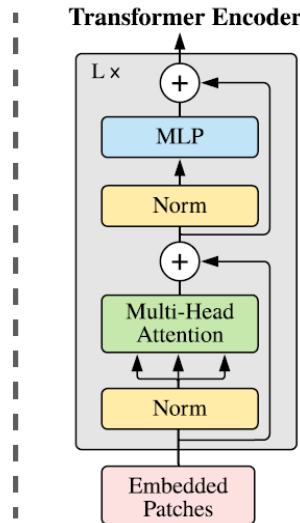 Transformer Encoder
L ×
+
MLP
Norm
+
Multi-Head
Attention
Norm
Embedded
Patches